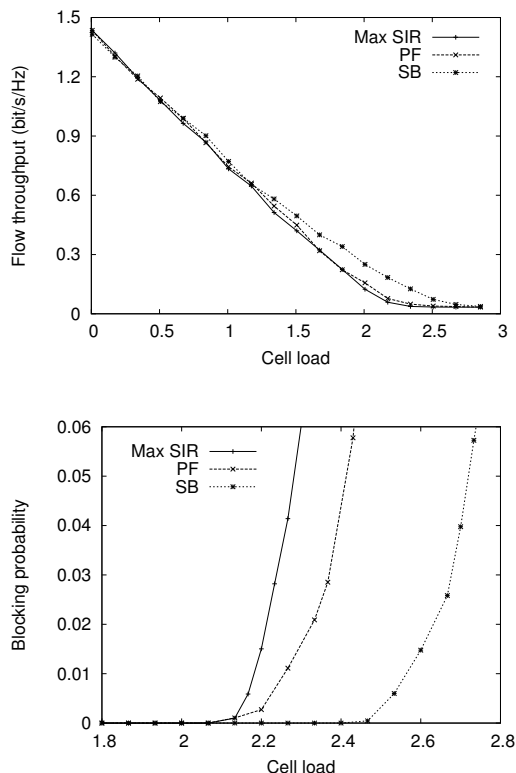 1.5
1.2
0.9
0.6
0.3
0
Flow throughput (bit/s/Hz)
Max SIR
PF
SB
0 0.5 1 1.5 2 2.5 3
Cell load
0.06
0.05
0.04
0.03
0.02
0.01
0
Blocking probability
Max SIR
PF
SB
1.8 2 2.2 2.4 2.6 2.8
Cell load